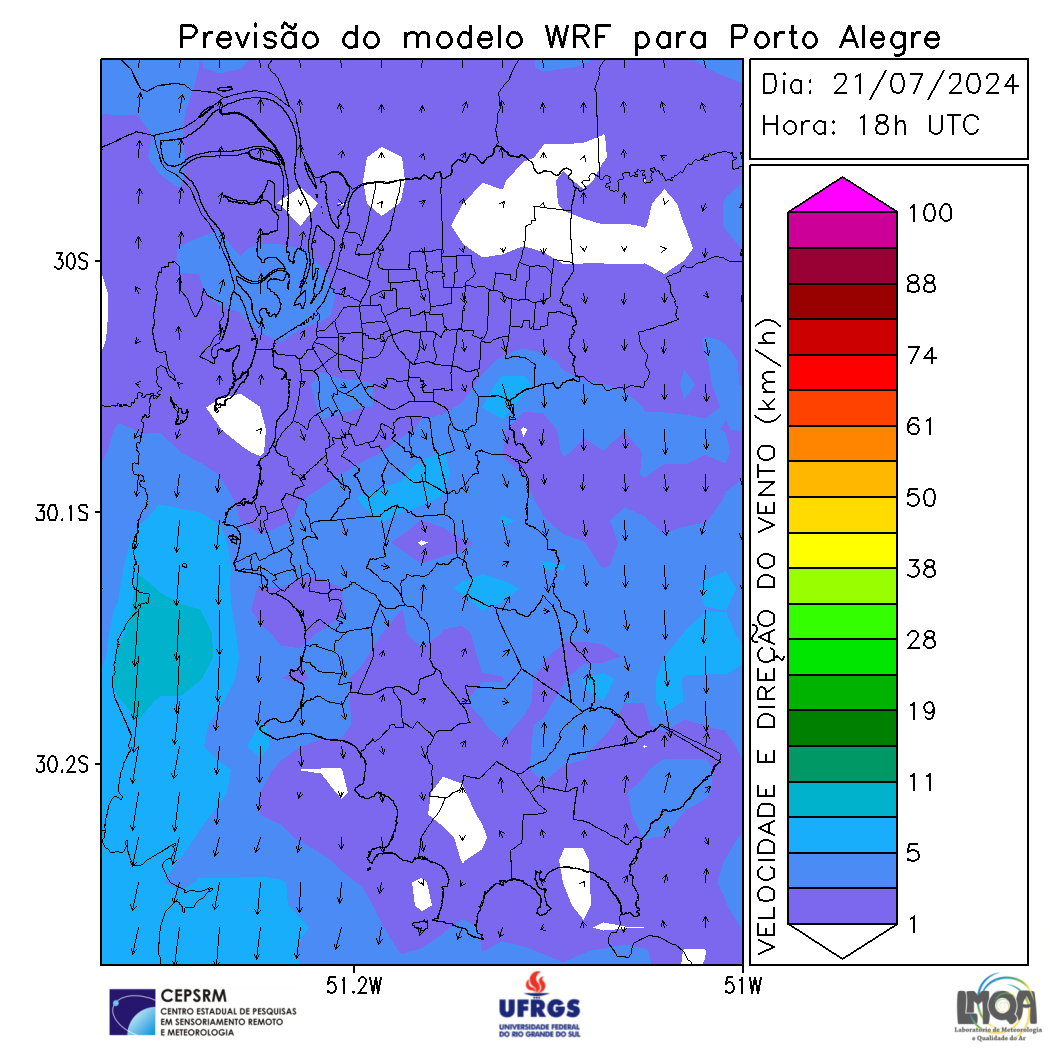 Previsão do modelo WRF para Porto Alegre
Dia: 21/07/2024
Hora: 18h UTC
30S
30.1S
30.2S
51.2W
51W
VELOCIDADE E DIREÇÃO DO VENTO (km/h)
100
88
74
61
50
38
28
19
11
5
1
CEPSRM
CENTRO ESTADUAL DE PESQUISAS
EM SENSORIAMENTO REMOTO
E METEOROLOGIA
UFRGS
UNIVERSIDADE FEDERAL
DO RIO GRANDE DO SUL
LMQA
Laboratório de Meteorologia
e Qualidade do Ar